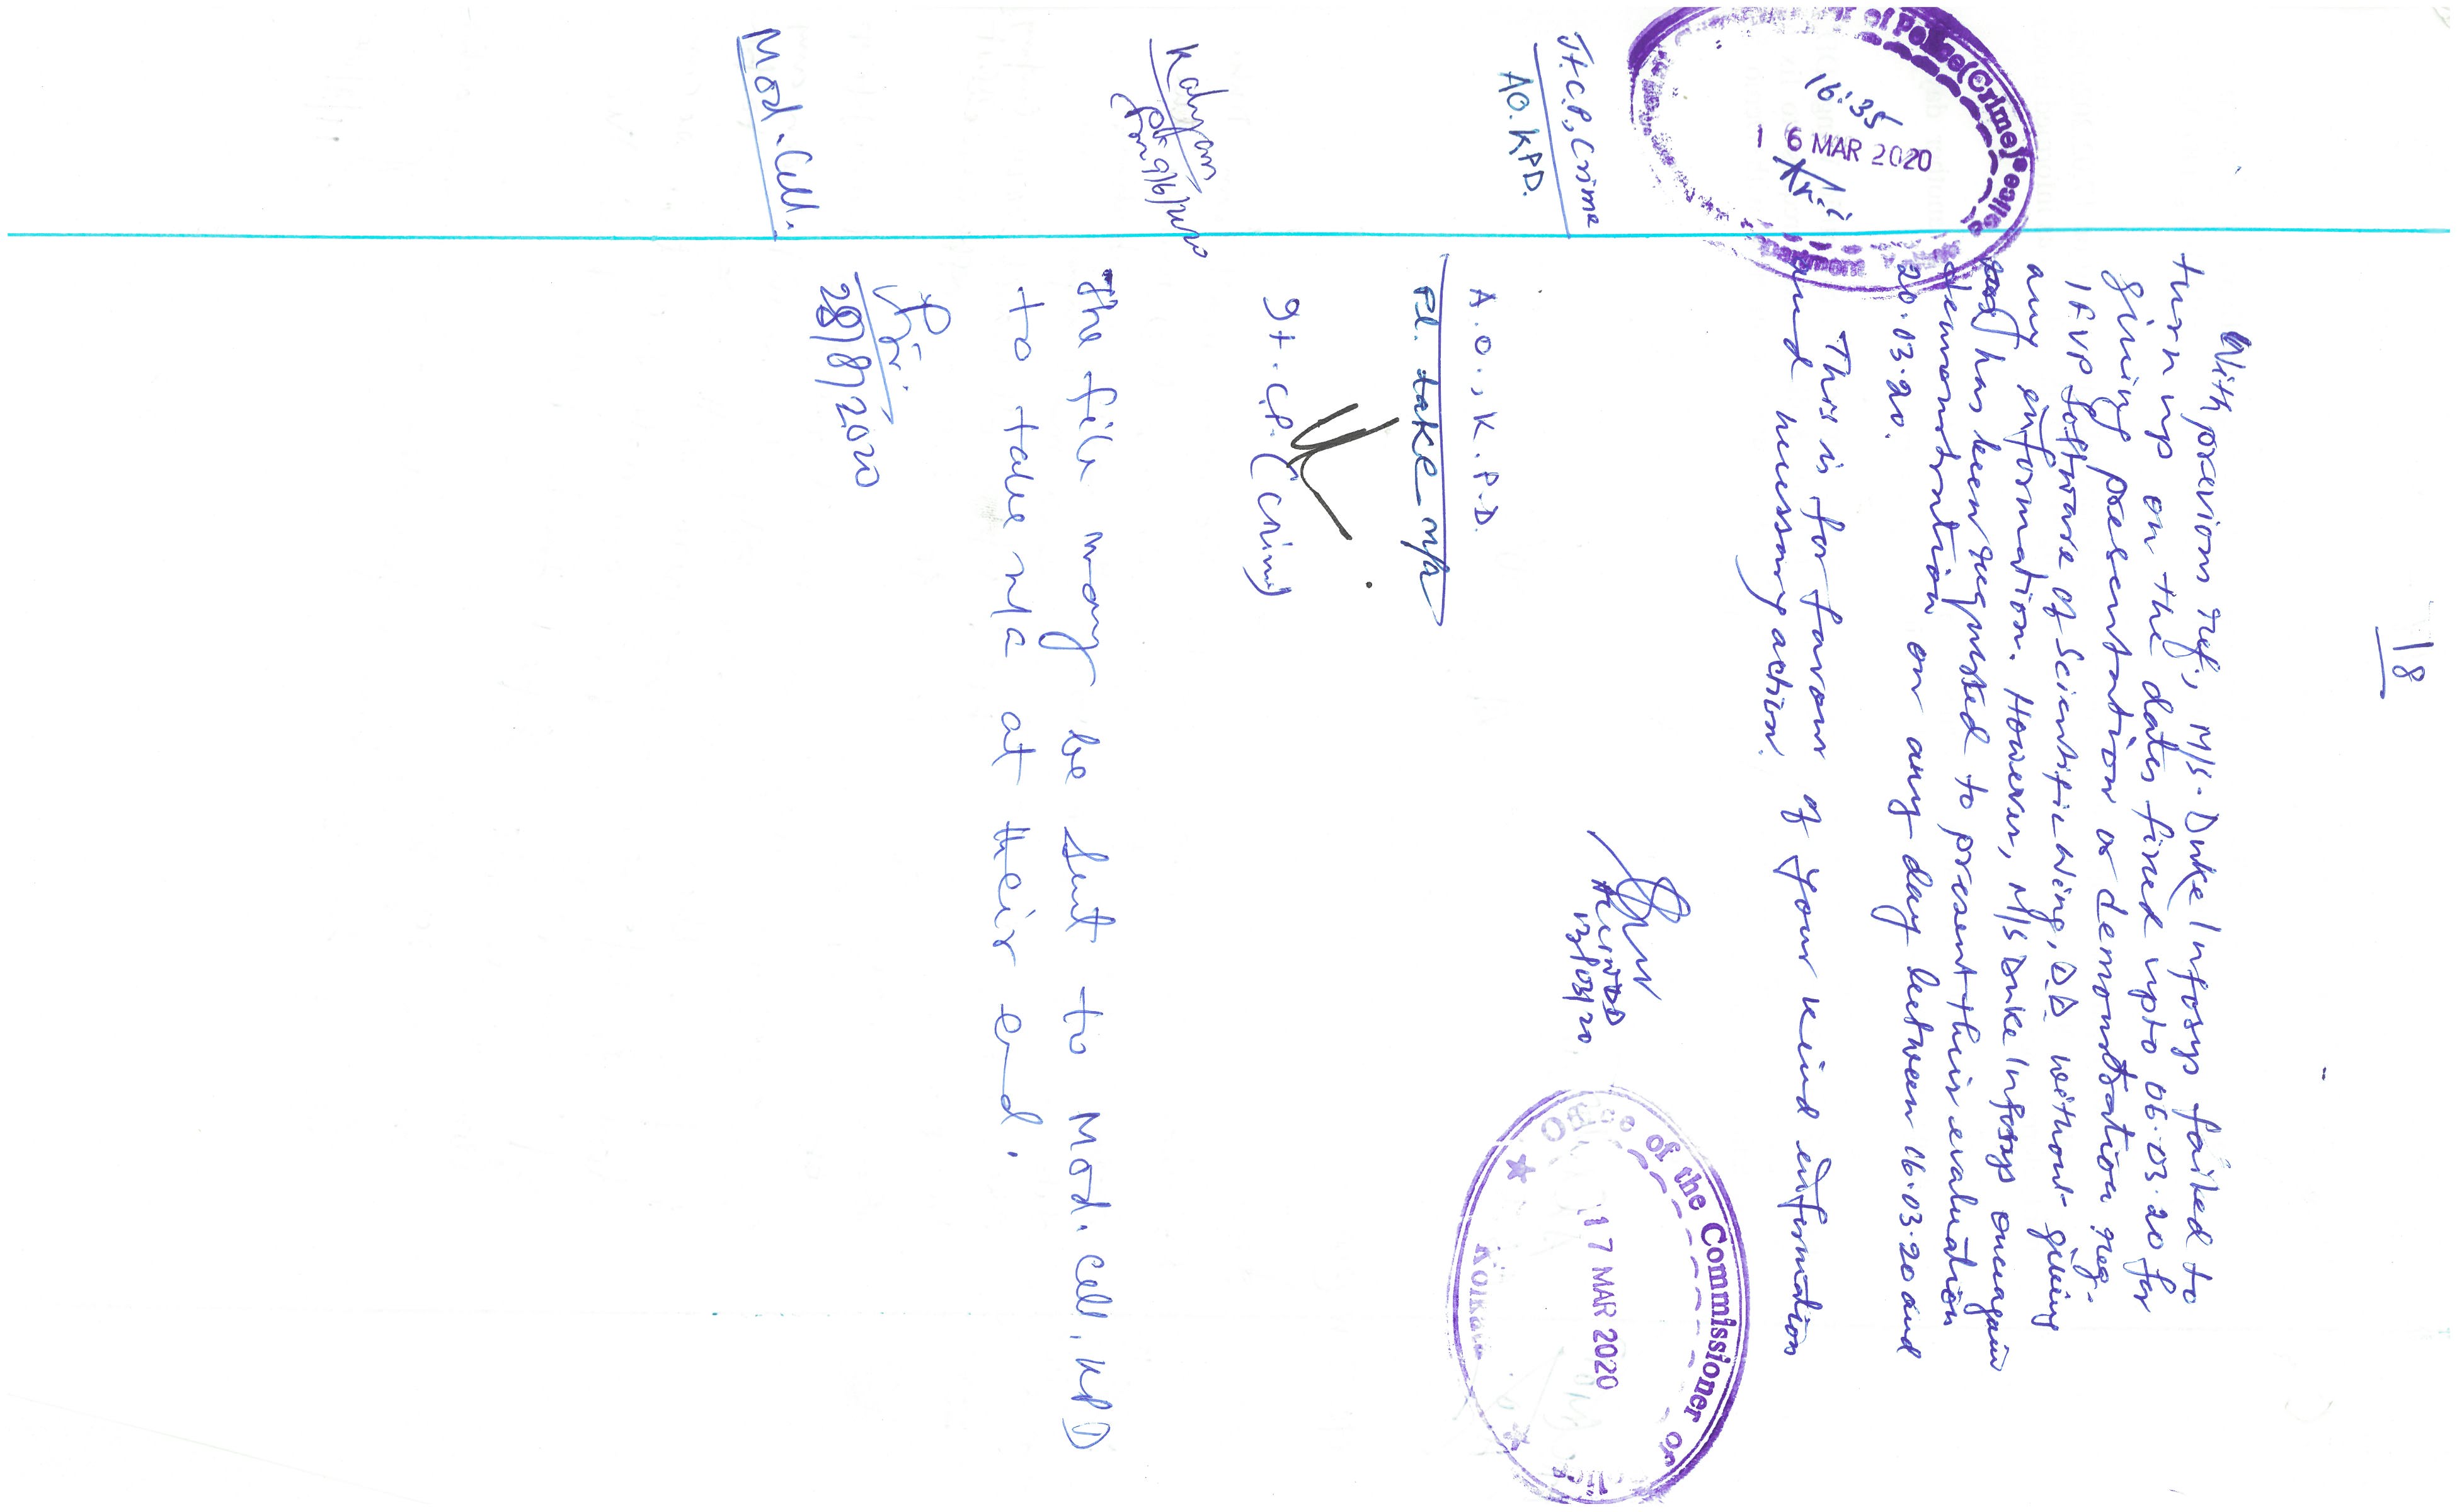 18
With previous ref., M/S. Duke Infosys failed to
turn up on the dates fixed upto 06.03.20 for
giving presentation or demonstration reg.
IFVP Software of Scientific Wing, D.D. without giving
any information. However, M/S Duke Infosys once again
has been requested to present their evaluation
demonstration on any day between 16.03.20 and
20.03.20.
This is for favour of your kind information
and necessary action.
of Police (Crime)
16:35
16 MAR 2020
13/03/20
Office of the Commissioner of
17 MAR 2020
Kolkata
Jt. C.P., Crime
AO. KPD.
A.O., K.P.D.
Pl. take n/a
Jt. C.P. (Crime)
Kalyan
9/6/2020
The file may be sent to Mod. Cell, KPD
to take n/a at their end.
28/8/2020
Mod. Cell.